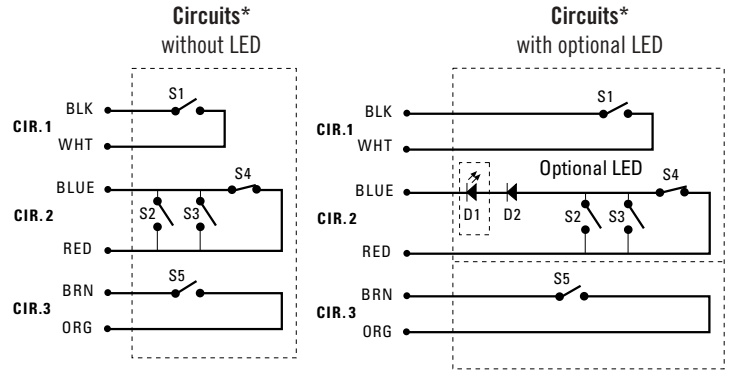 Circuits*
without LED
S1
BLK
CIR.1
WHT
BLUE
S4
S2 S3
CIR.2
RED
S5
BRN
CIR.3
ORG
Circuits*
with optional LED
S1
BLK
CIR.1
WHT
Optional LED
S4
BLUE
D1 D2 S2 S3
CIR.2
RED
S5
BRN
CIR.3
ORG